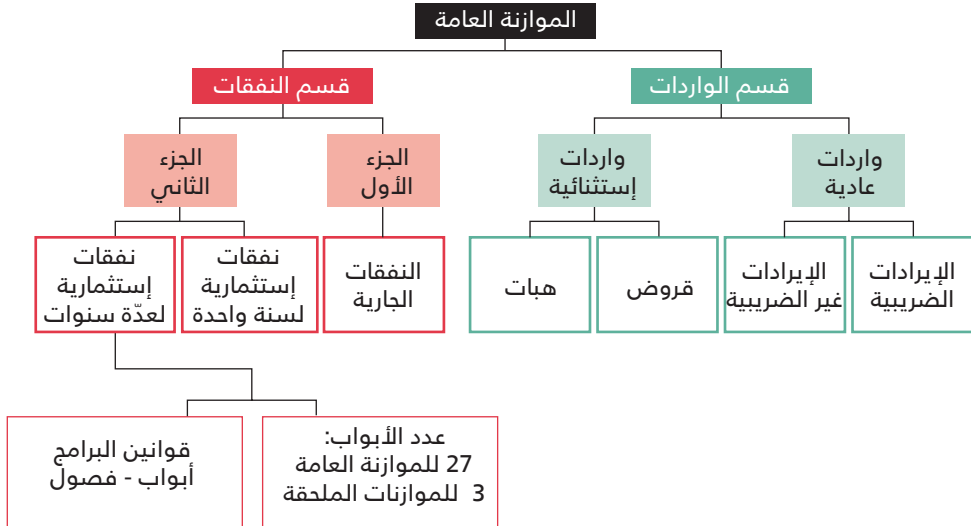 الموازنة العامة
قسم الواردات
قسم النفقات
واردات
عادية
واردات
إستثنائية
الجزء
الأول
الجزء
الثاني
الإيرادات
الضريبية
الإيرادات
غير الضريبية
قروض
هبات
النفقات
الجارية
نفقات
إستثمارية
لسنة واحدة
نفقات
إستثمارية
لعدّة سنوات
عدد الأبواب:
27 للموازنة العامة
3 للموازنات الملحقة
قوانين البرامج
أبواب - فصول